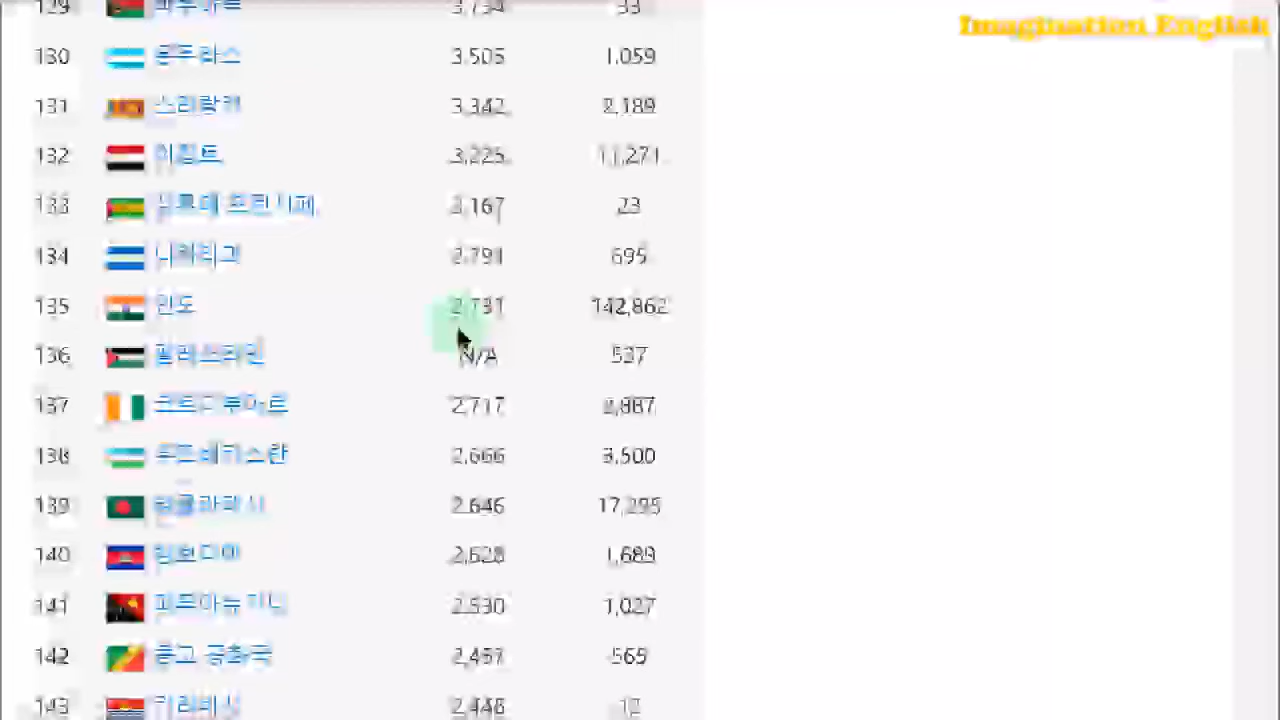 129
130 온두라스 3,505 1,059
131 스리랑카 3,342 2,189
132 이집트 3,225 11,271
133 상투메 프린시페 3,167 23
134 니카라과 2,791 695
135 인도 2,731 142,862
136 팔레스타인 N/A 527
137 코트디부아르 2,717 2,887
138 우즈베키스탄 2,666 3,500
139 방글라데시 2,646 17,295
140 캄보디아 2,628 1,689
141 파푸아뉴기니 2,530 1,027
142 콩고 공화국 2,457 565
143 키리바시 2,448 12
Imagination English